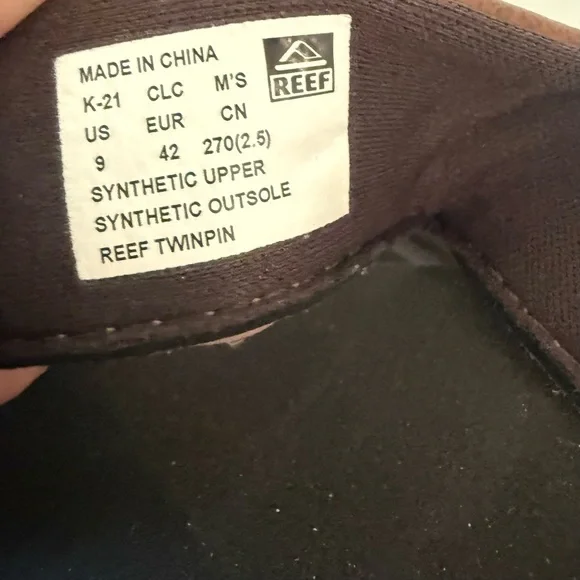 MADE IN CHINA
REEF
K-21 CLC M'S
US EUR CN
9 42 270(2.5)
SYNTHETIC UPPER
SYNTHETIC OUTSOLE
REEF TWINPIN